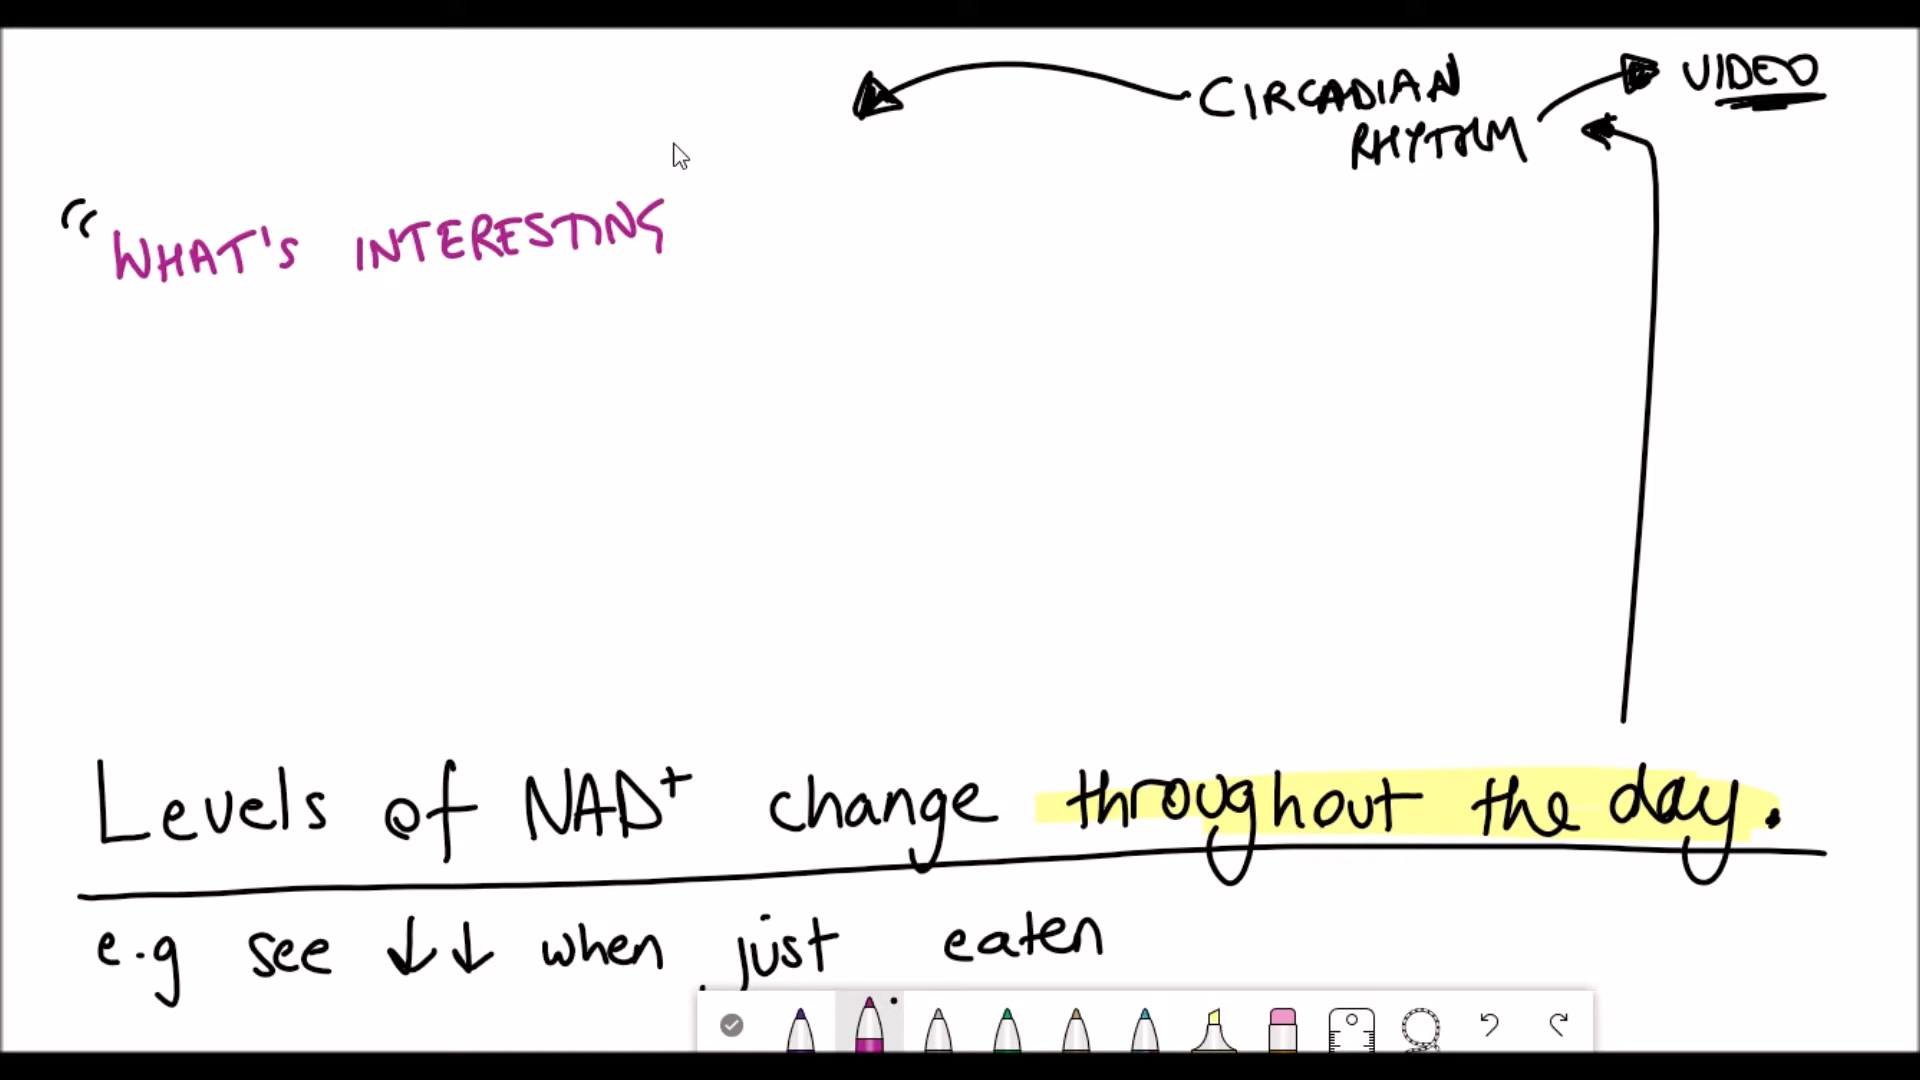 CIRCADIAN
RHYTHM
VIDEO
“WHAT'S INTERESTING
Levels of NAD+ change throughout the day.
e.g see ↓↓ when just eaten